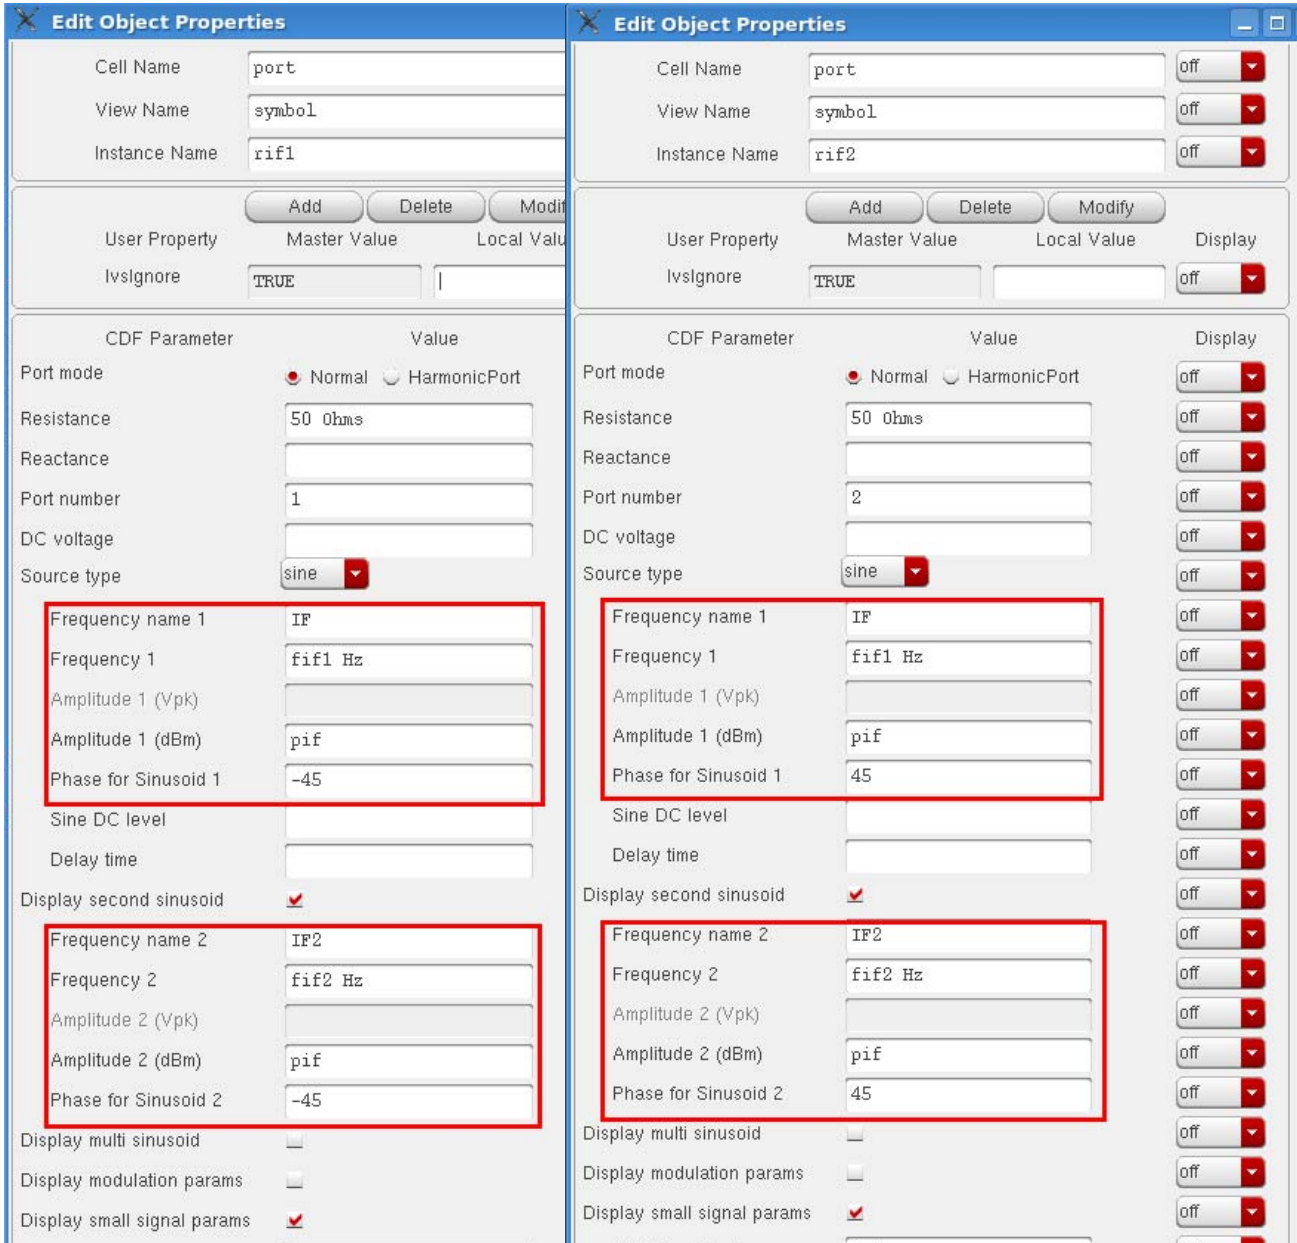 Edit Object Properties
Cell Name port
View Name symbol
Instance Name rif1
Add Delete Modif
User Property Master Value Local Valu
lvsIgnore TRUE
CDF Parameter Value
Port mode Normal HarmonicPort
Resistance 50 Ohms
Reactance
Port number 1
DC voltage
Source type sine
Frequency name 1 IF
Frequency 1 fif1 Hz
Amplitude 1 (Vpk)
Amplitude 1 (dBm) pif
Phase for Sinusoid 1 -45
Sine DC level
Delay time
Display second sinusoid
Frequency name 2 IF2
Frequency 2 fif2 Hz
Amplitude 2 (Vpk)
Amplitude 2 (dBm) pif
Phase for Sinusoid 2 -45
Display multi sinusoid
Display modulation params
Display small signal params
Edit Object Properties
Cell Name port off
View Name symbol off
Instance Name rif2 off
Add Delete Modify
User Property Master Value Local Value Display
lvsIgnore TRUE off
CDF Parameter Value Display
Port mode Normal HarmonicPort off
Resistance 50 Ohms off
Reactance off
Port number 2 off
DC voltage off
Source type sine off
Frequency name 1 IF off
Frequency 1 fif1 Hz off
Amplitude 1 (Vpk) off
Amplitude 1 (dBm) pif off
Phase for Sinusoid 1 45 off
Sine DC level off
Delay time off
Display second sinusoid off
Frequency name 2 IF2 off
Frequency 2 fif2 Hz off
Amplitude 2 (Vpk) off
Amplitude 2 (dBm) pif off
Phase for Sinusoid 2 45 off
Display multi sinusoid off
Display modulation params off
Display small signal params off